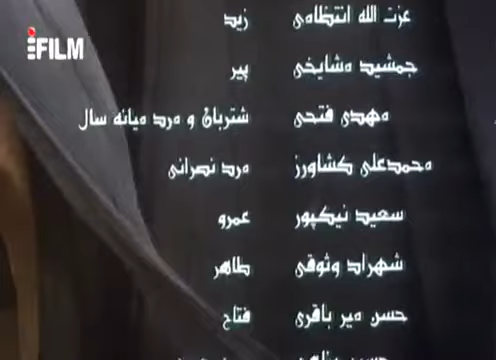 iFILM
عزت الله انتظامی زید
جمشید مشایخی پیر
مهدی فتحی شتربان و مرد میانه سال
محمدعلی کشاورز مرد نصرانی
سعید نیکپور عمرو
شهراد وثوقی طاهر
حسن میر باقری فتاح